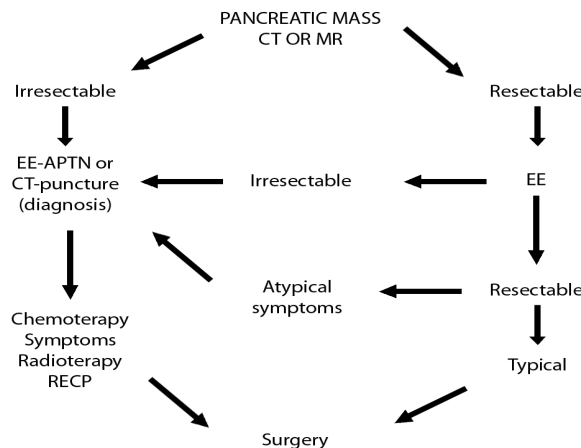 PANCREATIC MASS
CT OR MR
Irresectable
Resectable
EE-APTN or
CT-puncture
(diagnosis)
Irresectable
EE
Atypical
symptoms
Resectable
Chemoterapy
Symptoms
Radioterapy
RECP
Typical
Surgery